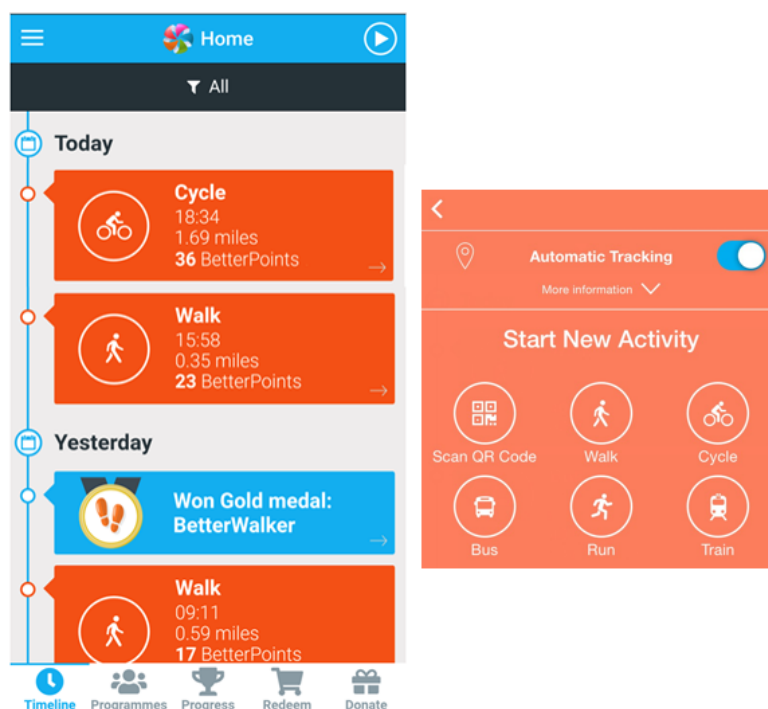 Home
All
Today
Cycle
18:34
1.69 miles
36 BetterPoints
Walk
15:58
0.35 miles
23 BetterPoints
Yesterday
Won Gold medal:
BetterWalker
Walk
09:11
0.59 miles
17 BetterPoints
Timeline Programmes Progress Redeem Donate
Automatic Tracking
More information
Start New Activity
Scan QR Code Walk Cycle
Bus Run Train